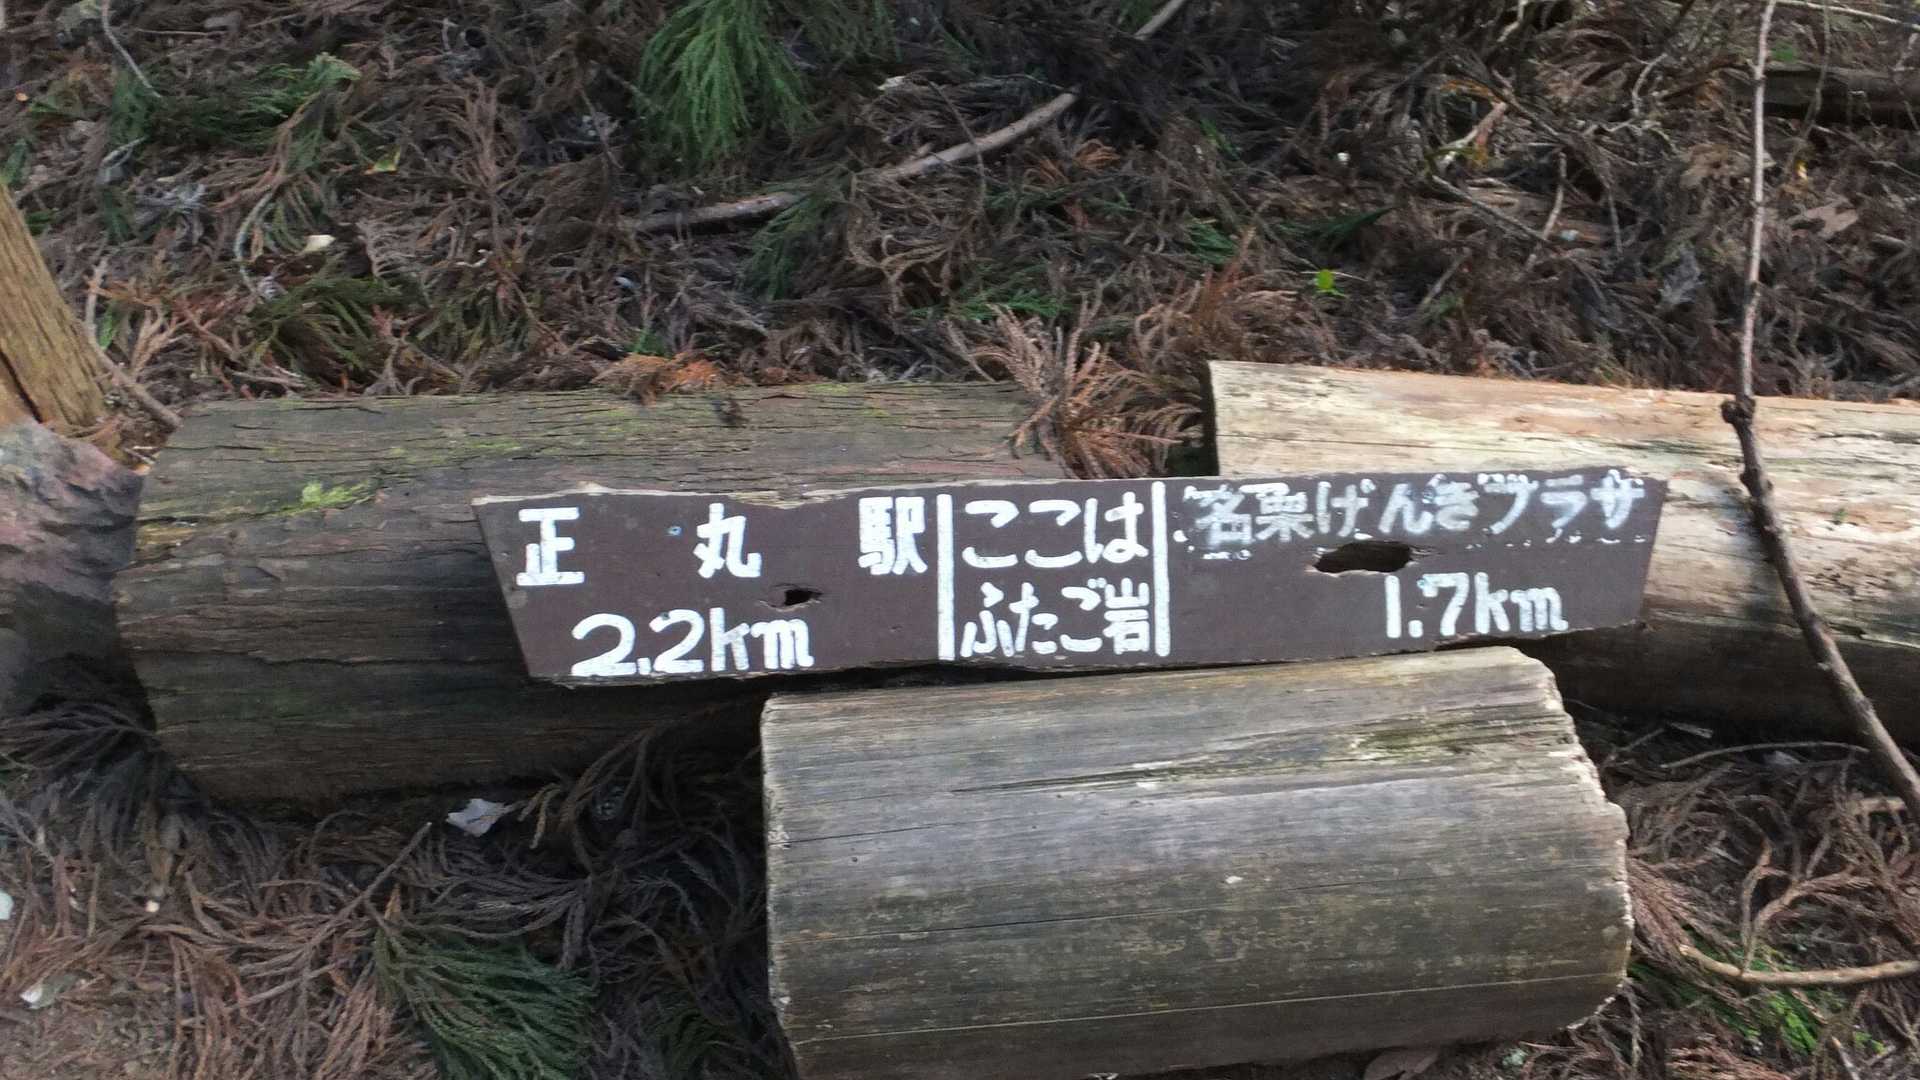 正丸駅
2.2km
ここは
ふたご岩
名栗げんきプラザ
1.7km